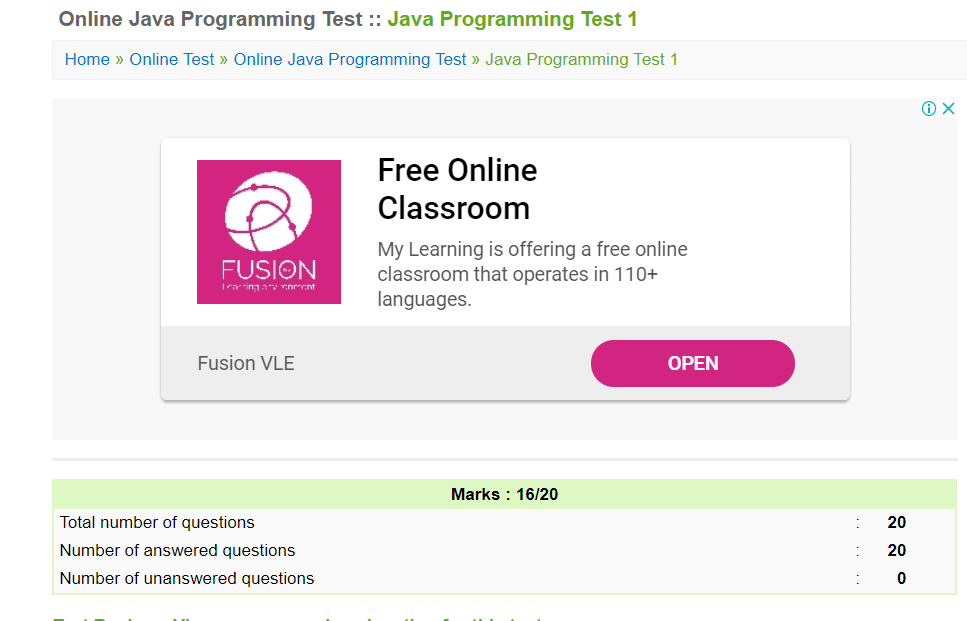 Online Java Programming Test :: Java Programming Test 1
Home » Online Test » Online Java Programming Test » Java Programming Test 1
Free Online
Classroom
My Learning is offering a free online
classroom that operates in 110+
languages.
FUSION
Learning environment
Fusion VLE
OPEN
Marks : 16/20
Total number of questions : 20
Number of answered questions : 20
Number of unanswered questions : 0